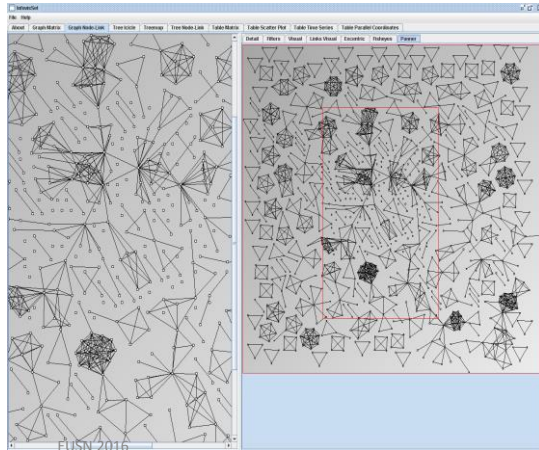 InfovisSet
File Help
About Graph Matrix Graph Node-Link Tree Icicle Treemap Tree Node-Link Table Matrix Table Scatter Plot Table Time Series Table Parallel Coordinates
Detail Filters Visual Links Visual Excentric Fisheyes Panner
EUSN 2016